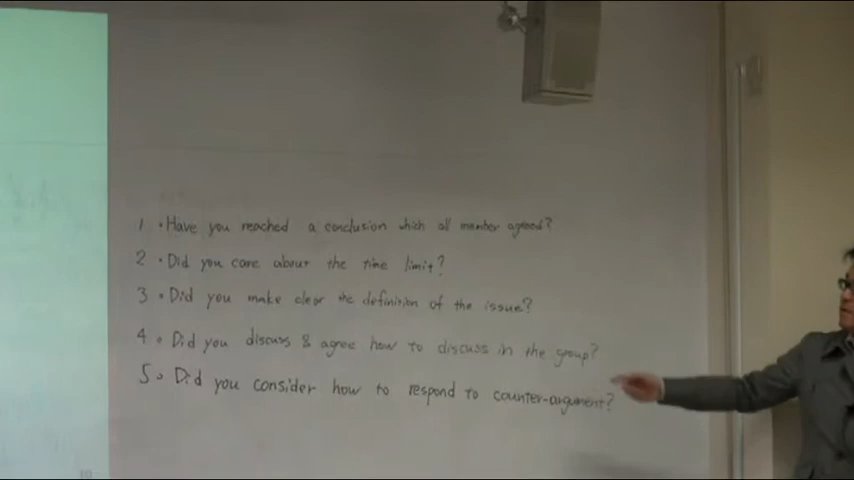 1 • Have you reached a conclusion which all member agreed?
2 • Did you care about the time limit?
3 • Did you make clear the definition of the issue?
4 • Did you discuss & agree how to discuss in the group?
5 • Did you consider how to respond to counter-argument?